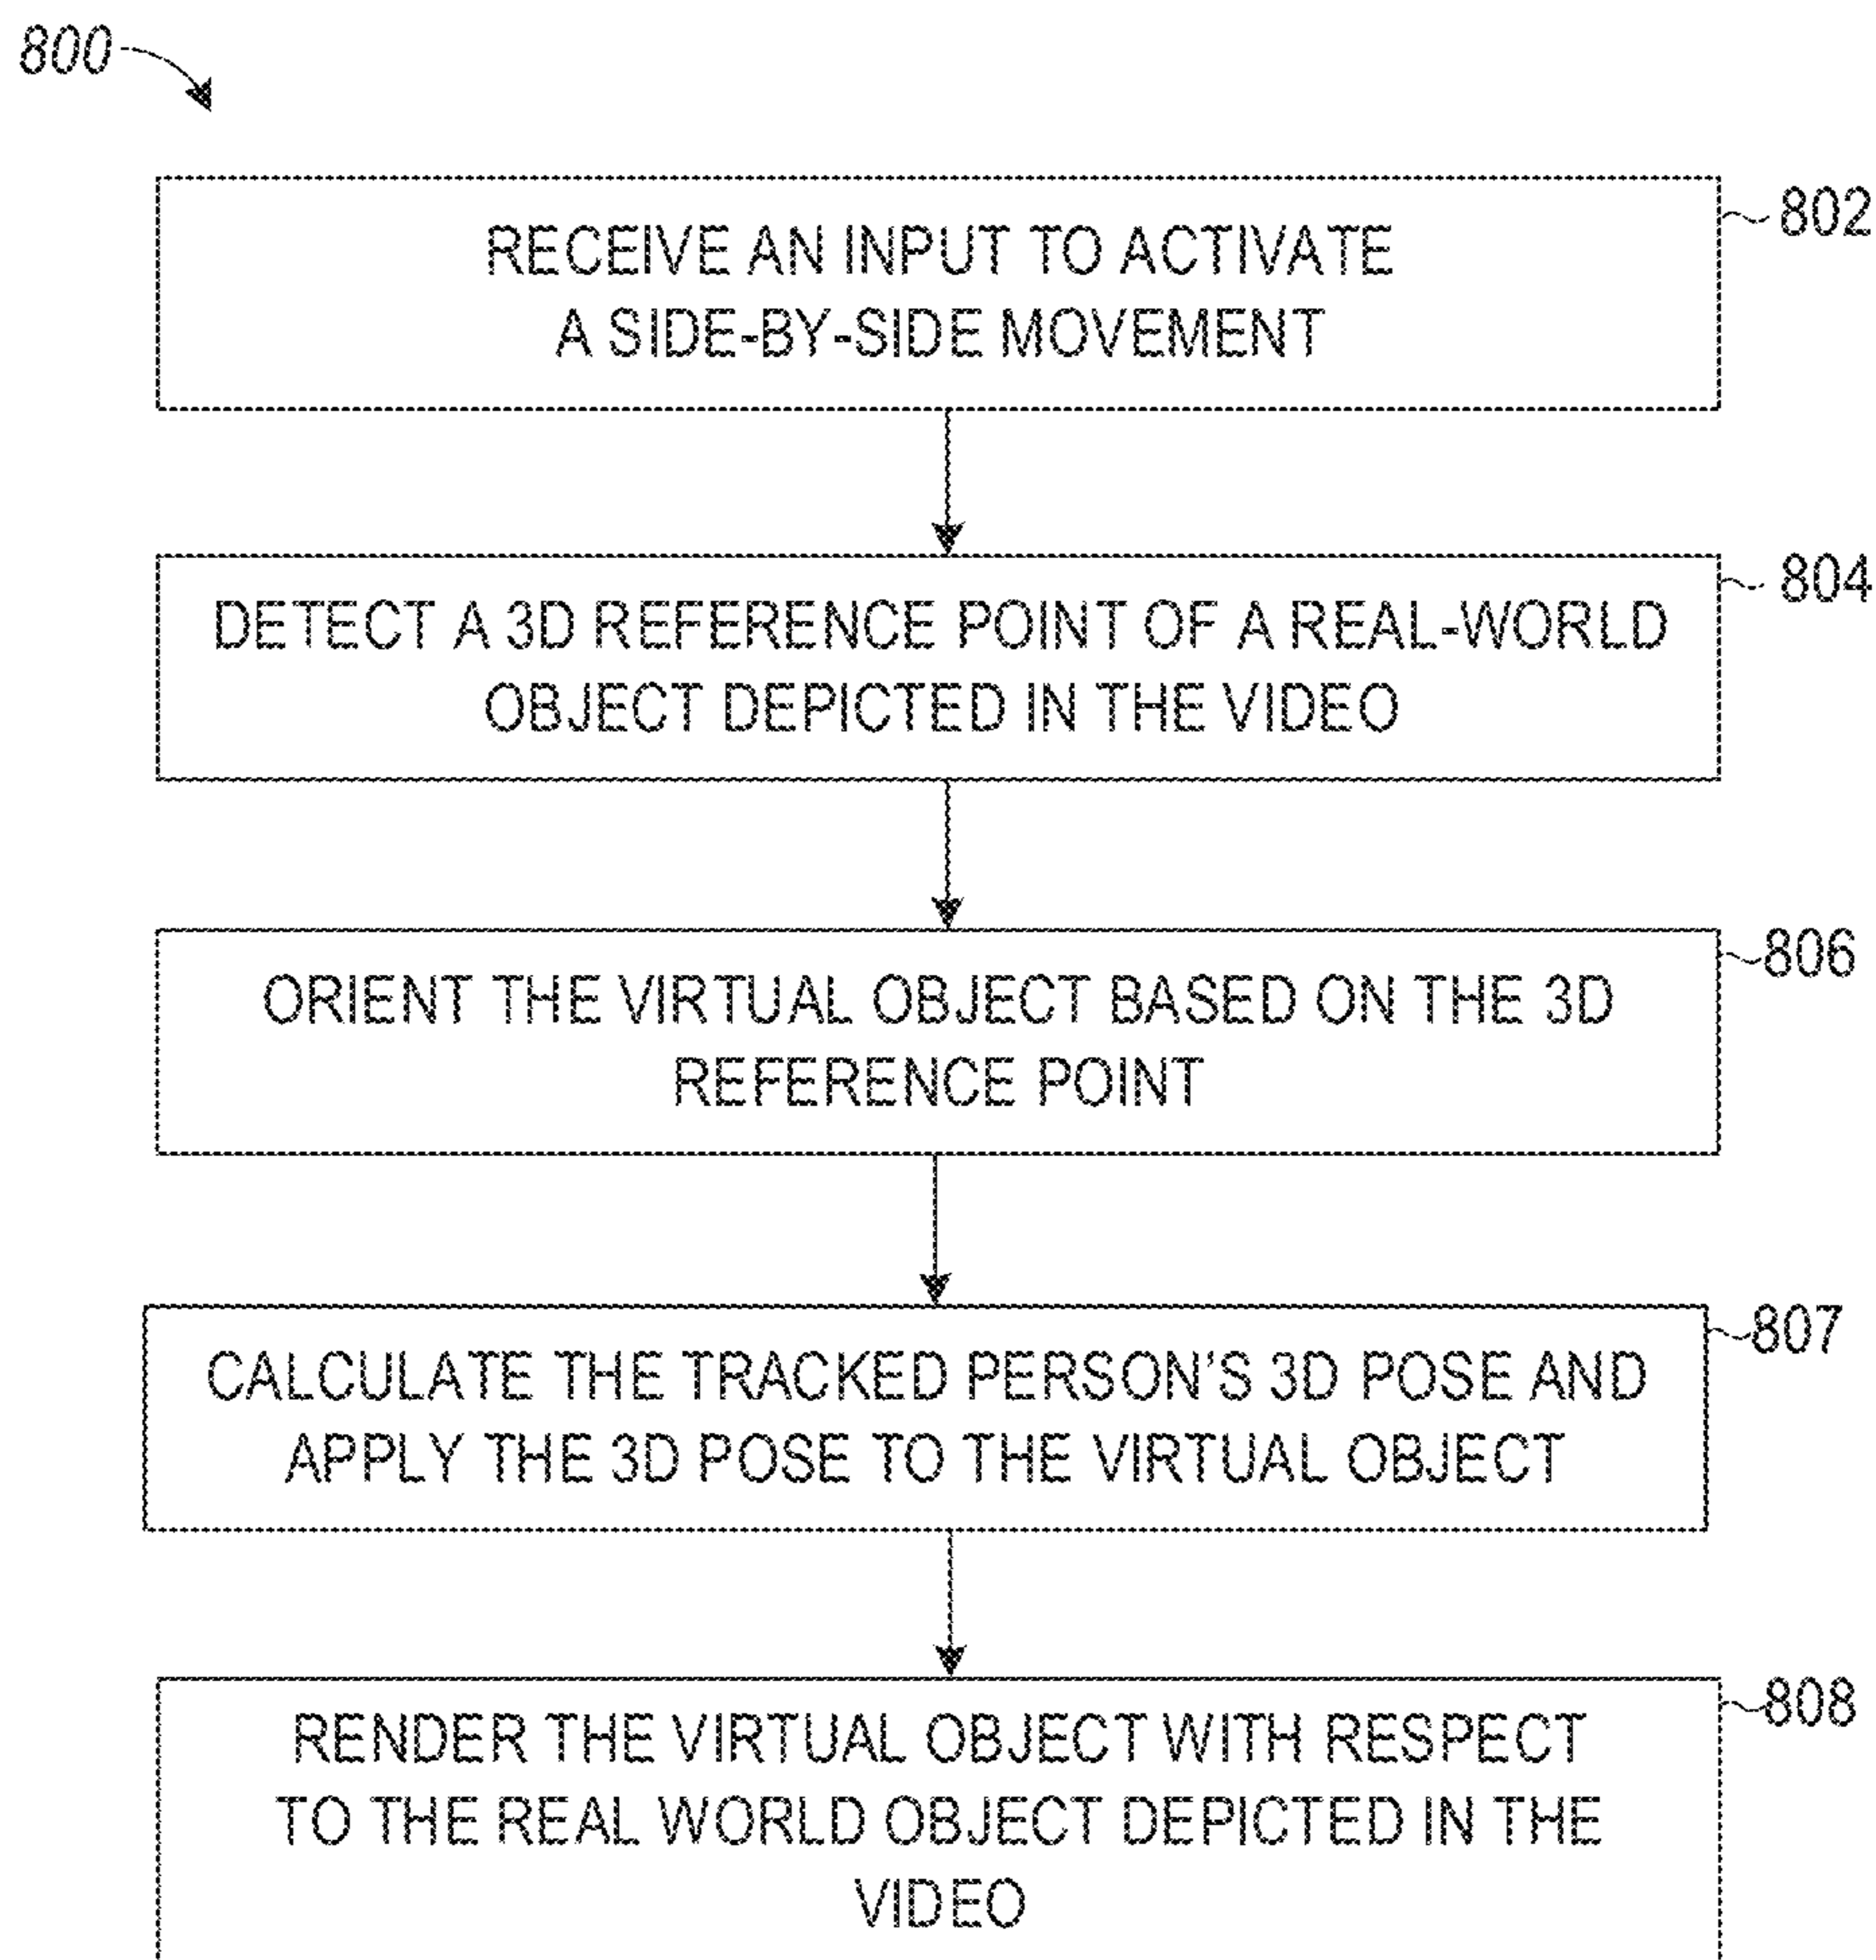 800
RECEIVE AN INPUT TO ACTIVATE
A SIDE-BY-SIDE MOVEMENT
802
DETECT A 3D REFERENCE POINT OF A REAL-WORLD
OBJECT DEPICTED IN THE VIDEO
804
ORIENT THE VIRTUAL OBJECT BASED ON THE 3D
REFERENCE POINT
806
CALCULATE THE TRACKED PERSON'S 3D POSE AND
APPLY THE 3D POSE TO THE VIRTUAL OBJECT
807
RENDER THE VIRTUAL OBJECT WITH RESPECT
TO THE REAL WORLD OBJECT DEPICTED IN THE
VIDEO
808